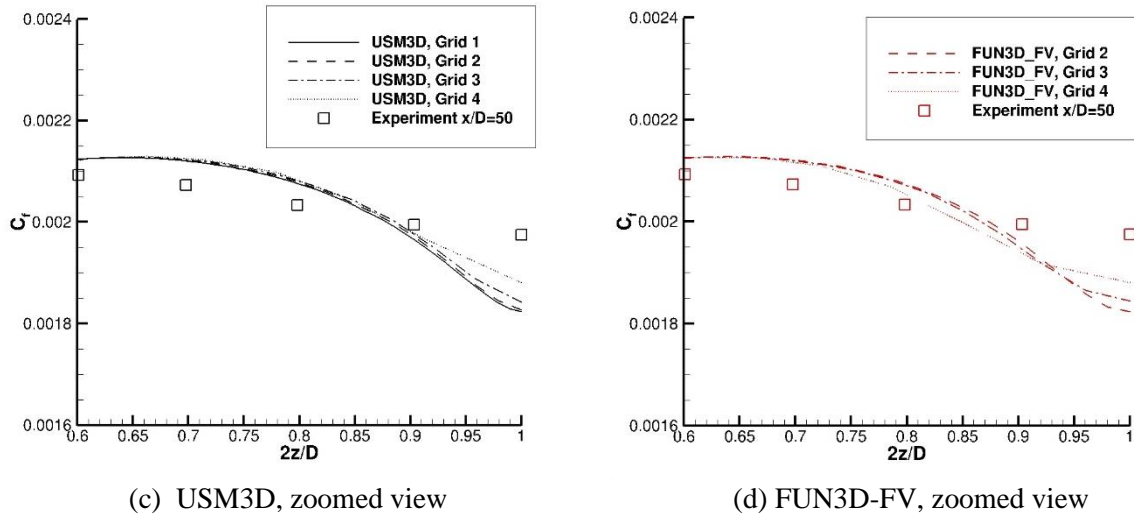 USM3D, Grid 1
USM3D, Grid 2
USM3D, Grid 3
USM3D, Grid 4
Experiment x/D=50
0.0024
0.0022
0.002
0.0018
0.0016
Cf
0.6 0.65 0.7 0.75 0.8 0.85 0.9 0.95 1
2z/D
(c) USM3D, zoomed view
FUN3D_FV, Grid 2
FUN3D_FV, Grid 3
FUN3D_FV, Grid 4
Experiment x/D=50
0.0024
0.0022
0.002
0.0018
0.0016
Cf
0.6 0.65 0.7 0.75 0.8 0.85 0.9 0.95 1
2z/D
(d) FUN3D-FV, zoomed view